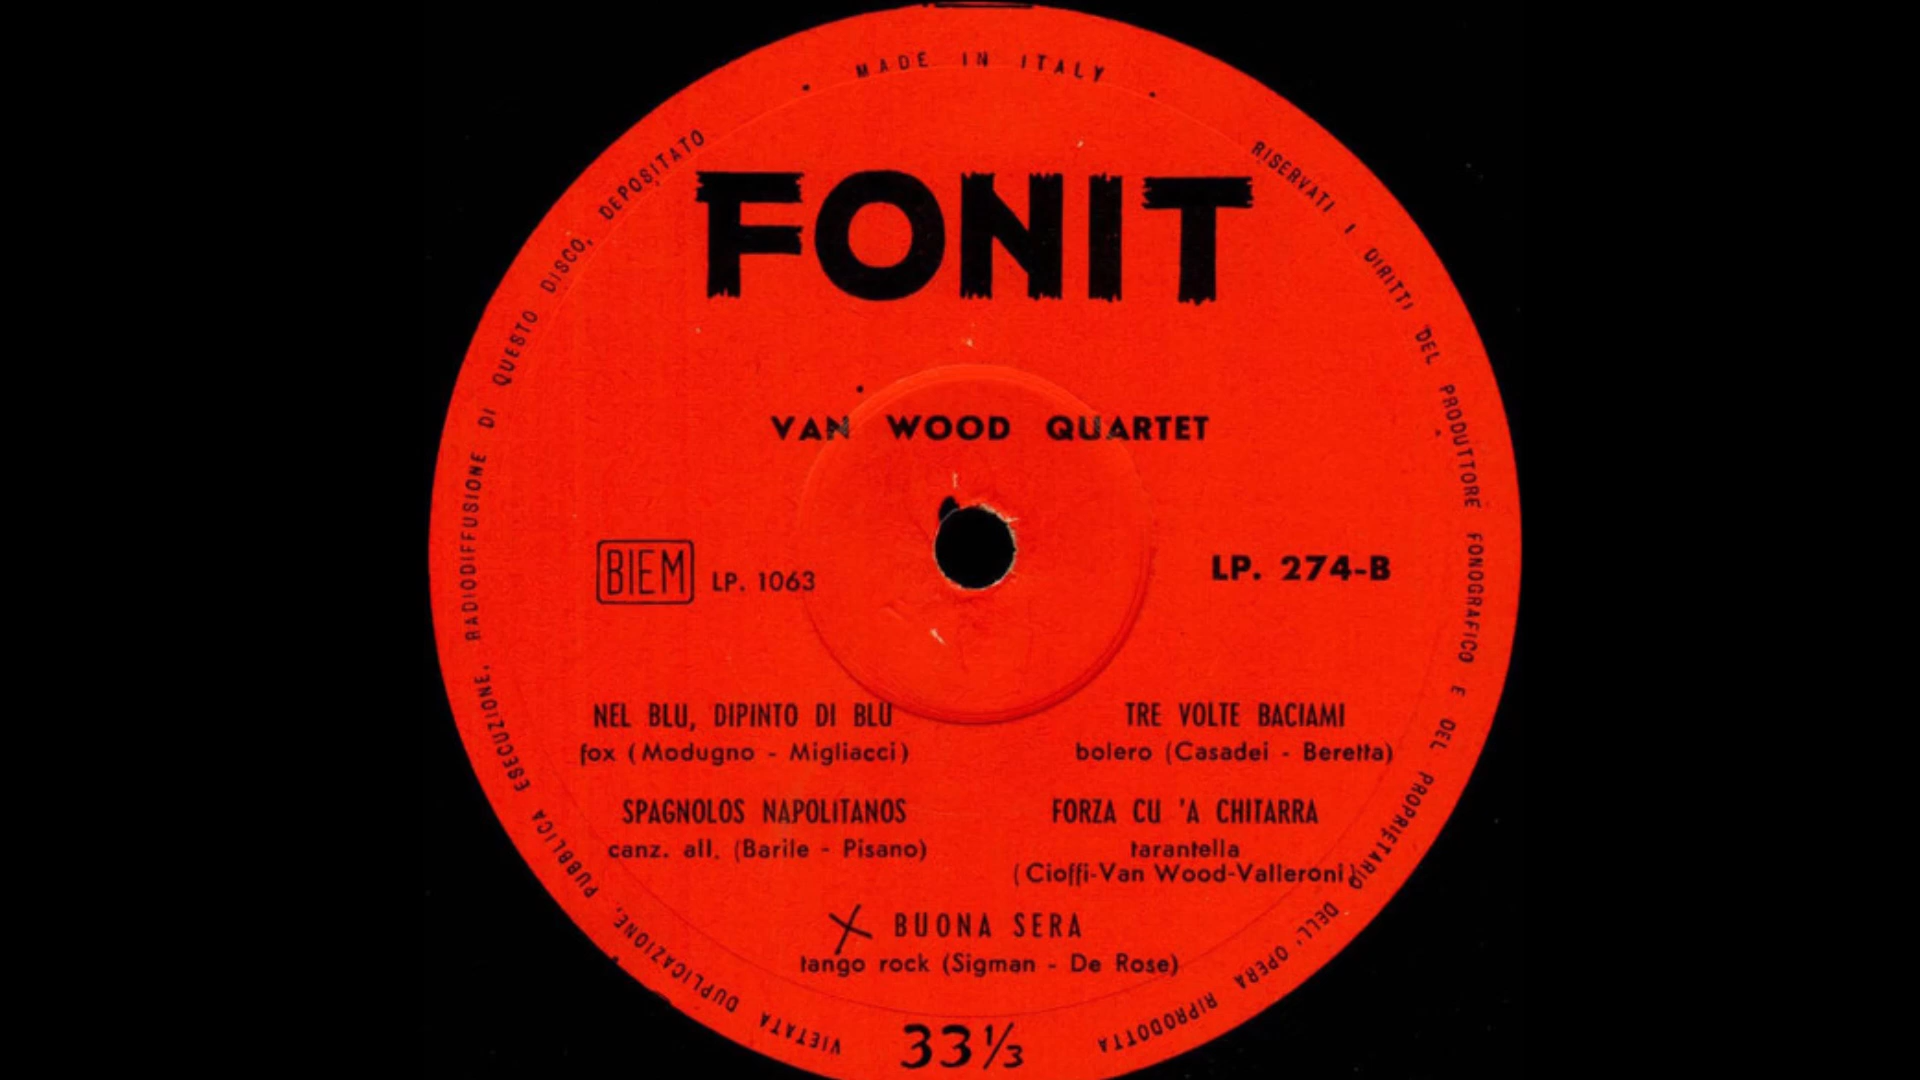 MADE IN ITALY
RISERVATI I DIRITTI DEL PRODUTTORE FONOGRAFICO E DEL PROPRIETARIO DELL'OPERA RIPRODOTTA
VIETATA DUPLICAZIONE, PUBBLICA ESECUZIONE, RADIODIFFUSIONE DI QUESTO DISCO, DEPOSITATO
FONIT
VAN WOOD QUARTET
BIEM LP. 1063
LP. 274-B
NEL BLU, DIPINTO DI BLU
fox (Modugno - Migliacci)
SPAGNOLOS NAPOLITANOS
canz. all. (Barile - Pisano)
TRE VOLTE BACIAMI
bolero (Casadei - Beretta)
FORZA CU 'A CHITARRA
tarantella
(Cioffi-Van Wood-Valleroni)
X BUONA SERA
tango rock (Sigman - De Rose)
33⅓